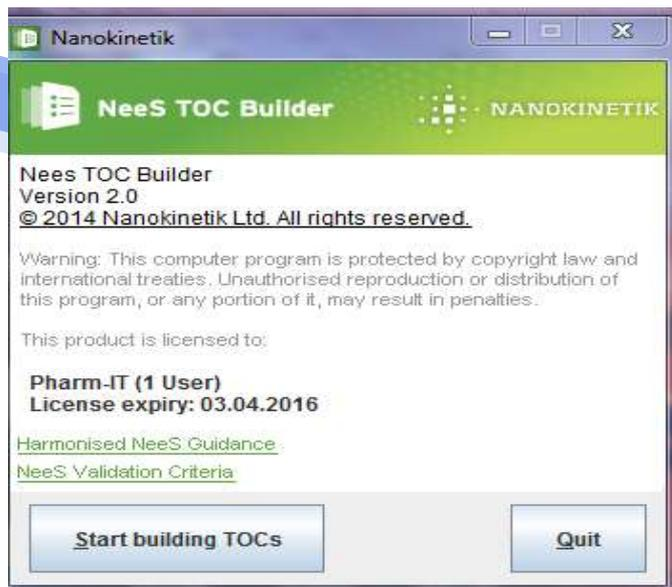 Nanokinetik
NeeS TOC Builder
NANOKINETIK
Nees TOC Builder
Version 2.0
© 2014 Nanokinetik Ltd. All rights reserved.
Warning: This computer program is protected by copyright law and
international treaties. Unauthorised reproduction or distribution of
this program, or any portion of it, may result in penalties.
This product is licensed to:
Pharm-IT (1 User)
License expiry: 03.04.2016
Harmonised NeeS Guidance
NeeS Validation Criteria
Start building TOCs
Quit